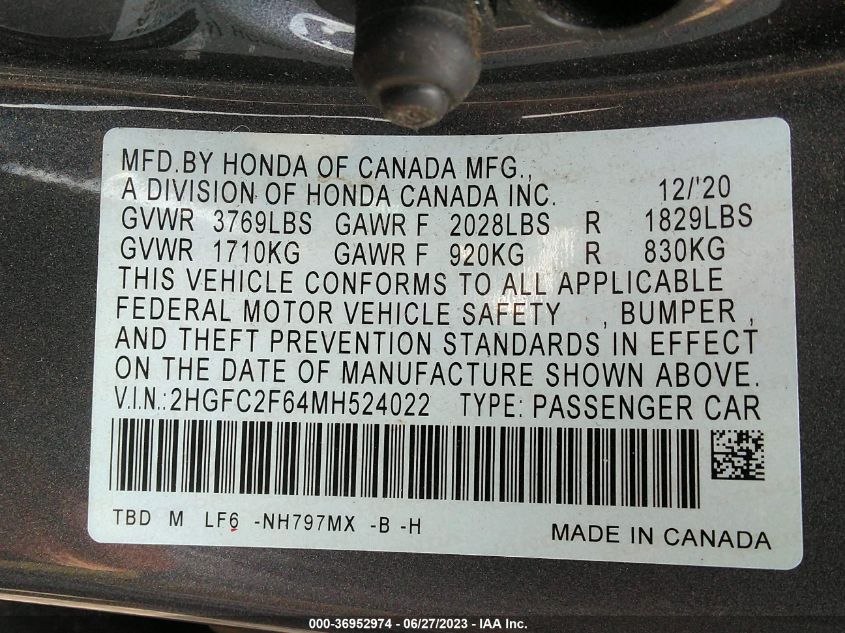 MFD.BY HONDA OF CANADA MFG.,
A DIVISION OF HONDA CANADA INC. 12/'20
GVWR 3769LBS GAWR F 2028LBS R 1829LBS
GVWR 1710KG GAWR F 920KG R 830KG
THIS VEHICLE CONFORMS TO ALL APPLICABLE
FEDERAL MOTOR VEHICLE SAFETY , BUMPER ,
AND THEFT PREVENTION STANDARDS IN EFFECT
ON THE DATE OF MANUFACTURE SHOWN ABOVE.
V.I.N.:2HGFC2F64MH524022 TYPE: PASSENGER CAR
TBD M LF6 -NH797MX -B -H MADE IN CANADA
000-36952974 - 06/27/2023 - IAA Inc.